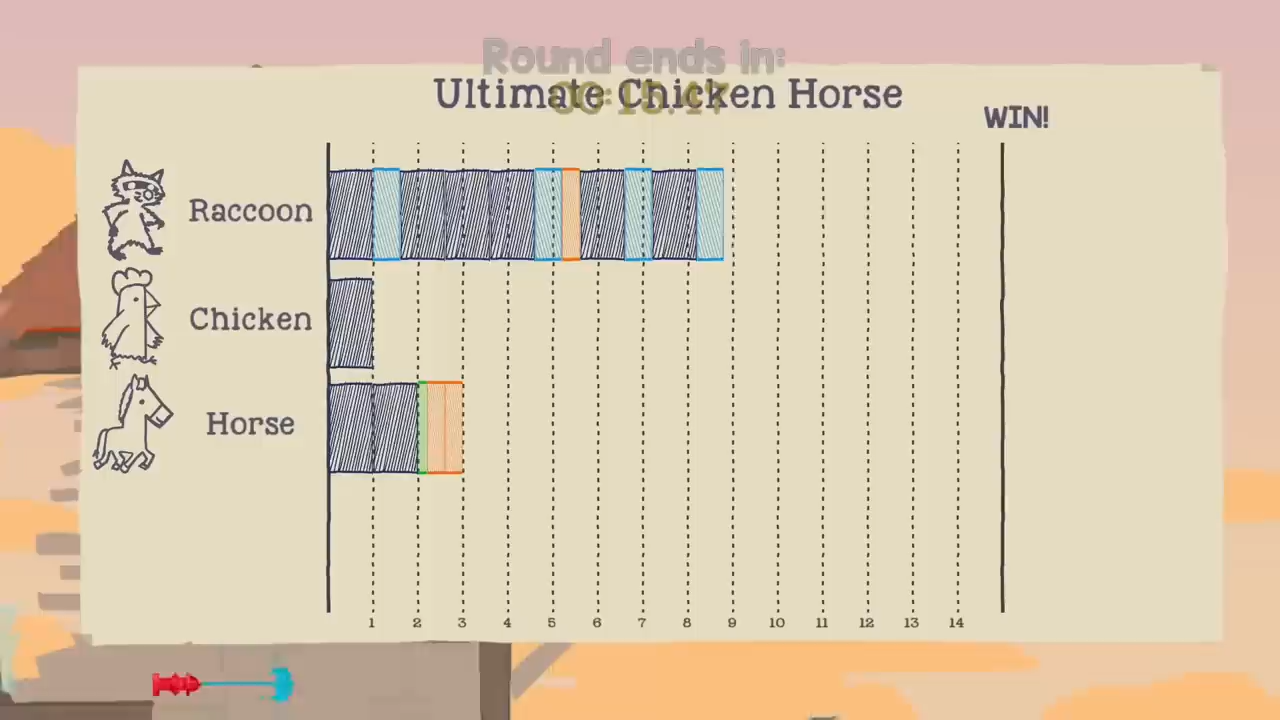 Round ends in:
Ultimate Chicken Horse
WIN!
Raccoon
Chicken
Horse
1 2 3 4 5 6 7 8 9 10 11 12 13 14